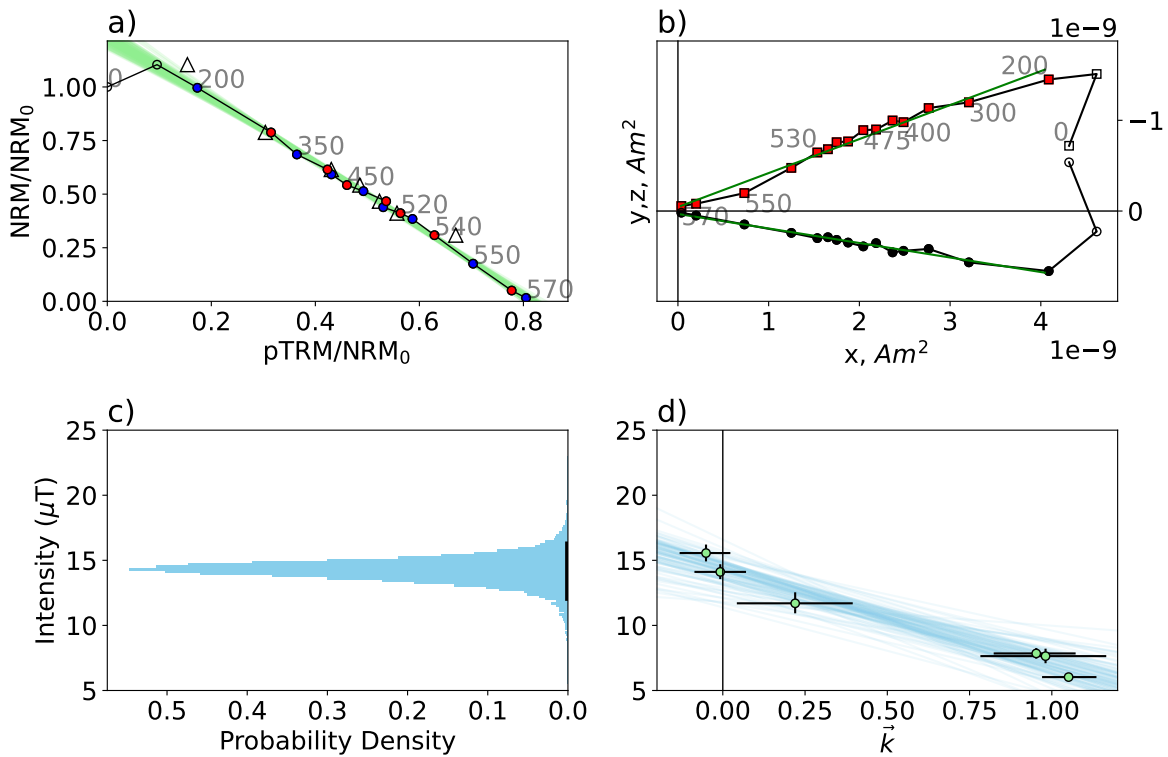 a)
NRM/NRM₀
1.00
0.75
0.50
0.25
0.00
0
200
350
450
520
540
550
570
0.0 0.2 0.4 0.6 0.8
pTRM/NRM₀
b)
1e−9
y,z, Am²
200
300
0
530
475
400
550
570
−1
0
0 1 2 3 4
x, Am²
1e−9
c)
Intensity (μT)
25
20
15
10
5
0.5 0.4 0.3 0.2 0.1 0.0
Probability Density
d)
25
20
15
10
5
0.00 0.25 0.50 0.75 1.00
k⃗